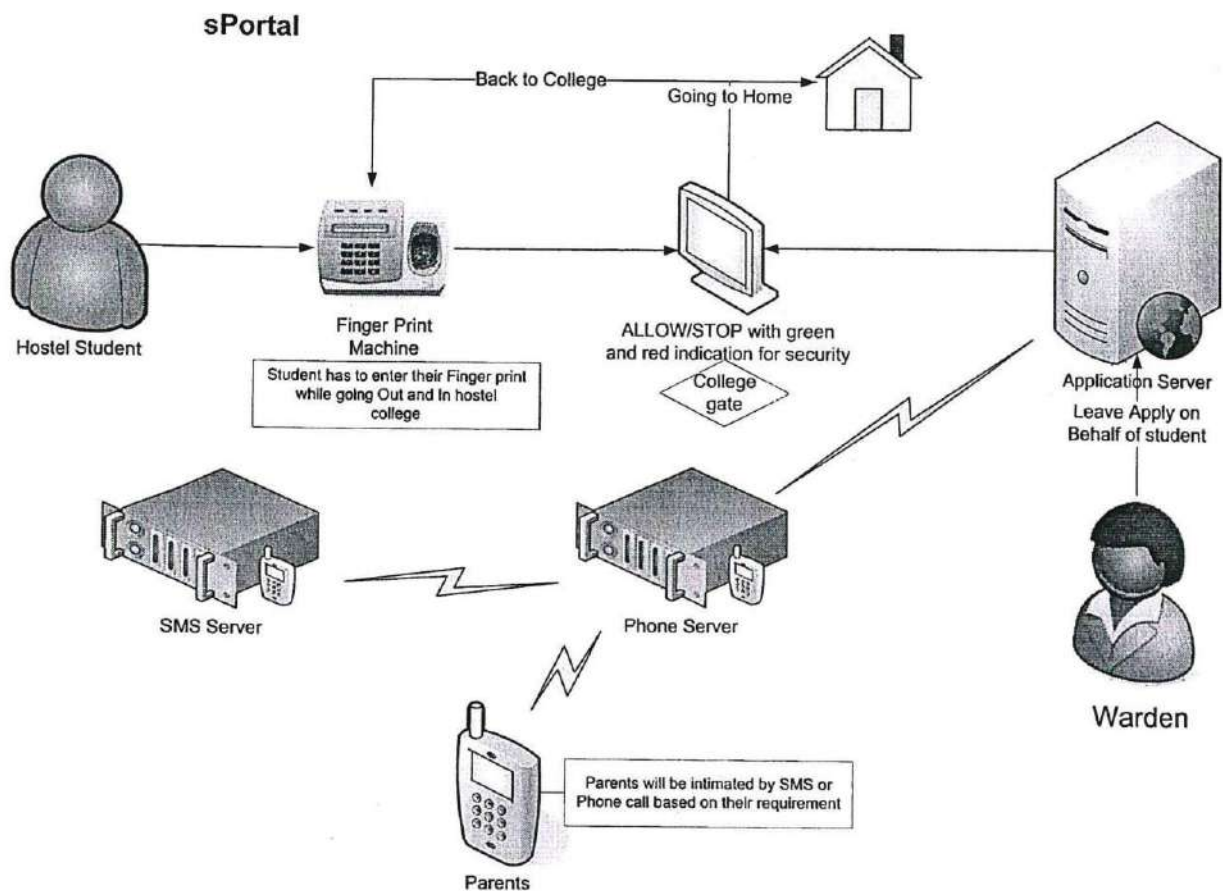 sPortal
Back to College
Going to Home
Hostel Student
Finger Print
Machine
Student has to enter their Finger print
while going Out and In hostel
college
ALLOW/STOP with green
and red indication for security
College
gate
Application Server
Leave Apply on
Behalf of student
SMS Server
Phone Server
Warden
Parents will be intimated by SMS or
Phone call based on their requirement
Parents